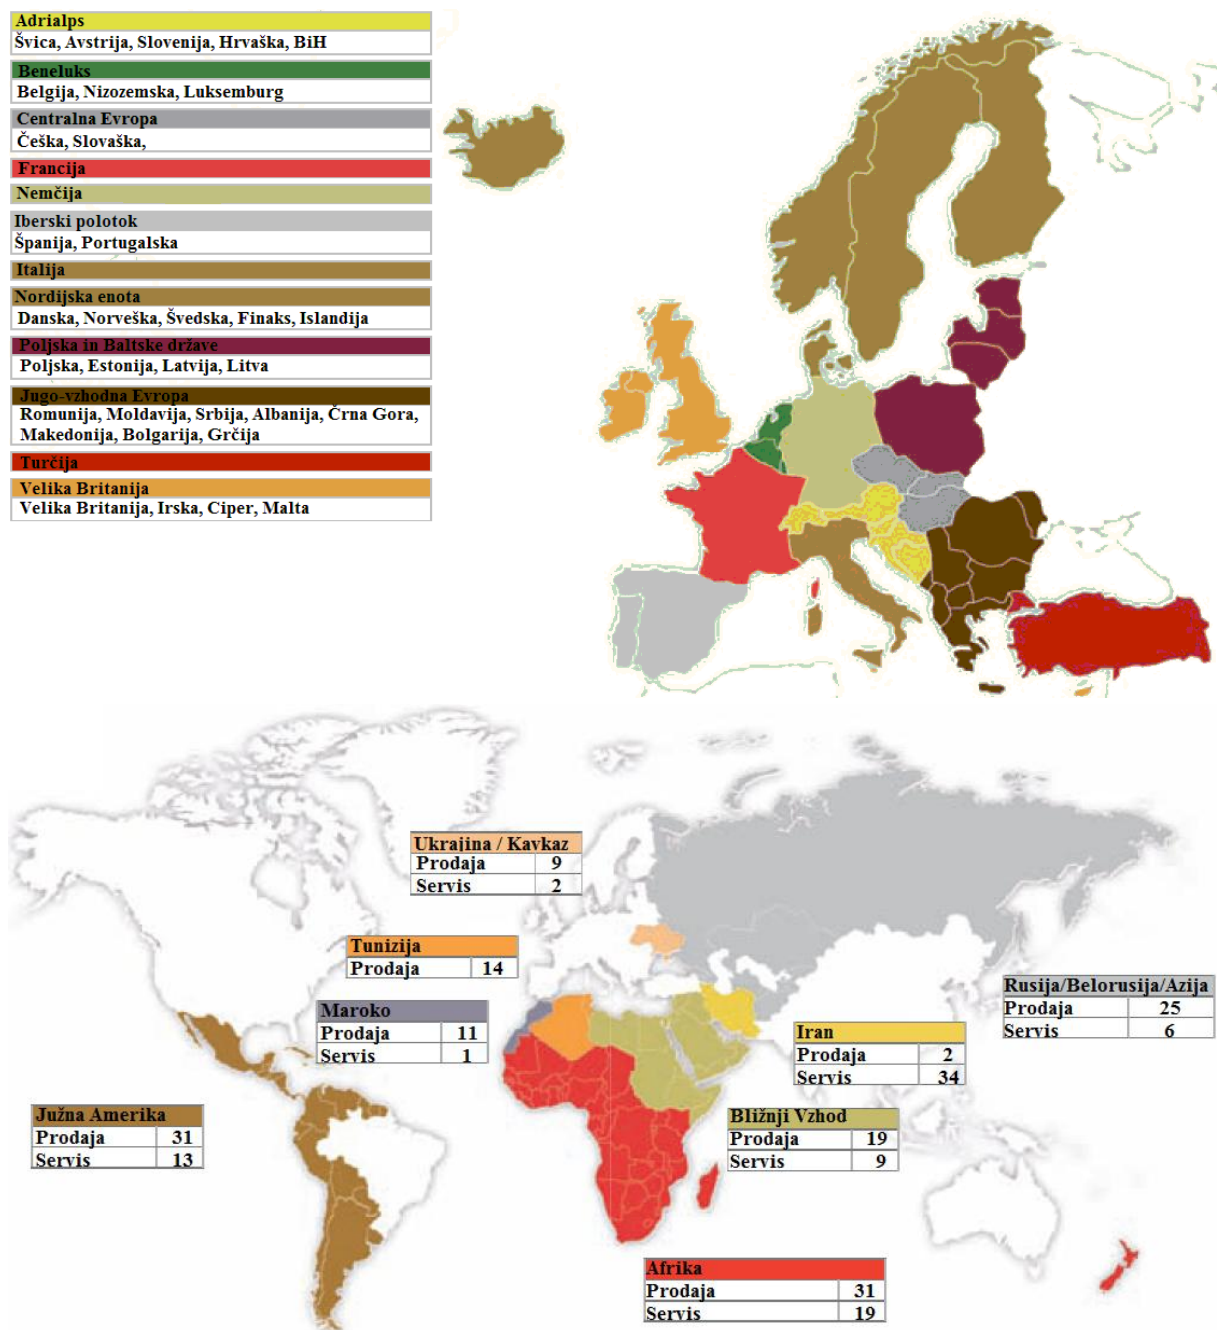 Adrialps
Švica, Avstrija, Slovenija, Hrvaška, BiH
Beneluks
Belgija, Nizozemska, Luksemburg
Centralna Evropa
Češka, Slovaška,
Francija
Nemčija
Iberski polotok
Španija, Portugalska
Italija
Nordijska enota
Danska, Norveška, Švedska, Finaks, Islandija
Poljska in Baltske države
Poljska, Estonija, Latvija, Litva
Jugo-vzhodna Evropa
Romunija, Moldavija, Srbija, Albanija, Črna Gora,
Makedonija, Bolgarija, Grčija
Turčija
Velika Britanija
Velika Britanija, Irska, Ciper, Malta
Ukrajina / Kavkaz
Prodaja 9
Servis 2
Tunizija
Prodaja 14
Maroko
Prodaja 11
Servis 1
Rusija/Belorusija/Azija
Prodaja 25
Servis 6
Iran
Prodaja 2
Servis 34
Južna Amerika
Prodaja 31
Servis 13
Bližnji Vzhod
Prodaja 19
Servis 9
Afrika
Prodaja 31
Servis 19